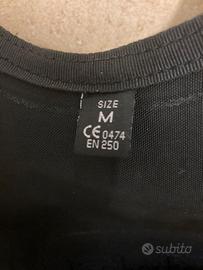 SIZE
M
CE 0474
EN 250
subito